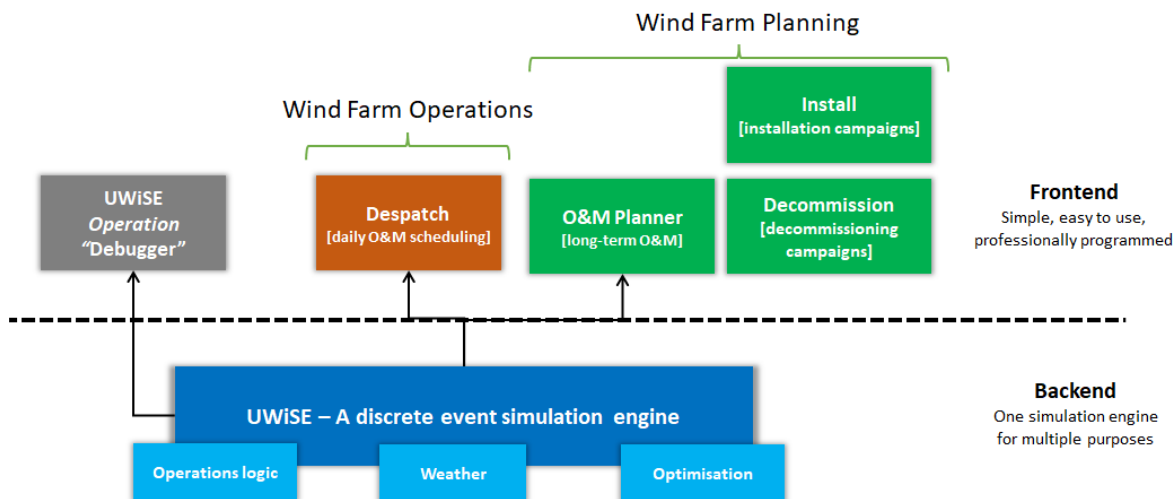 Wind Farm Planning
Install
[installation campaigns]
Wind Farm Operations
UWiSE
Operation
“Debugger”
Despatch
[daily O&M scheduling]
O&M Planner
[long-term O&M]
Decommission
[decommissioning
campaigns]
Frontend
Simple, easy to use,
professionally programmed
UWiSE – A discrete event simulation engine
Operations logic
Weather
Optimisation
Backend
One simulation engine
for multiple purposes